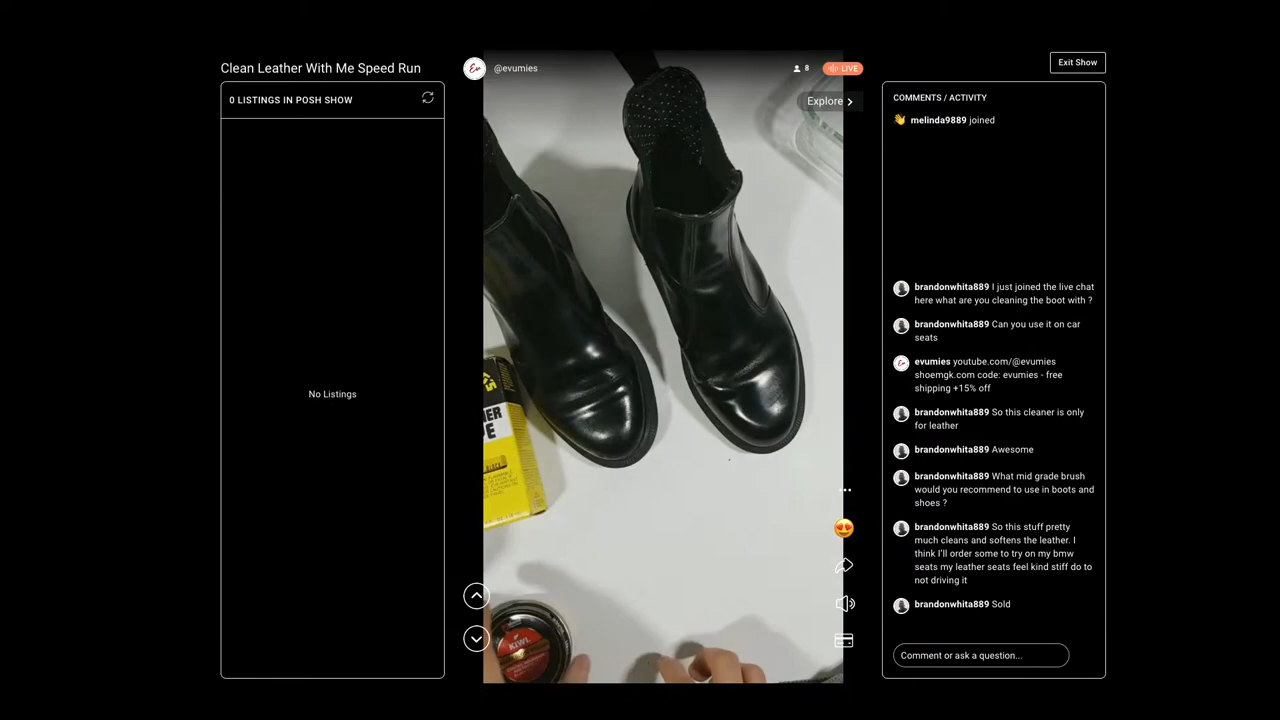 Clean Leather With Me Speed Run
0 LISTINGS IN POSH SHOW
No Listings
Ev
@evumies
8
LIVE
Explore
KIWI
Exit Show
COMMENTS / ACTIVITY
👋 melinda9889 joined
brandonwhita889 I just joined the live chat
here what are you cleaning the boot with ?
brandonwhita889 Can you use it on car
seats
evumies youtube.com/@evumies
shoemgk.com code: evumies - free
shipping +15% off
brandonwhita889 So this cleaner is only
for leather
brandonwhita889 Awesome
brandonwhita889 What mid grade brush
would you recommend to use in boots and
shoes ?
brandonwhita889 So this stuff pretty
much cleans and softens the leather. I
think I'll order some to try on my bmw
seats my leather seats feel kind stiff do to
not driving it
brandonwhita889 Sold
Comment or ask a question...